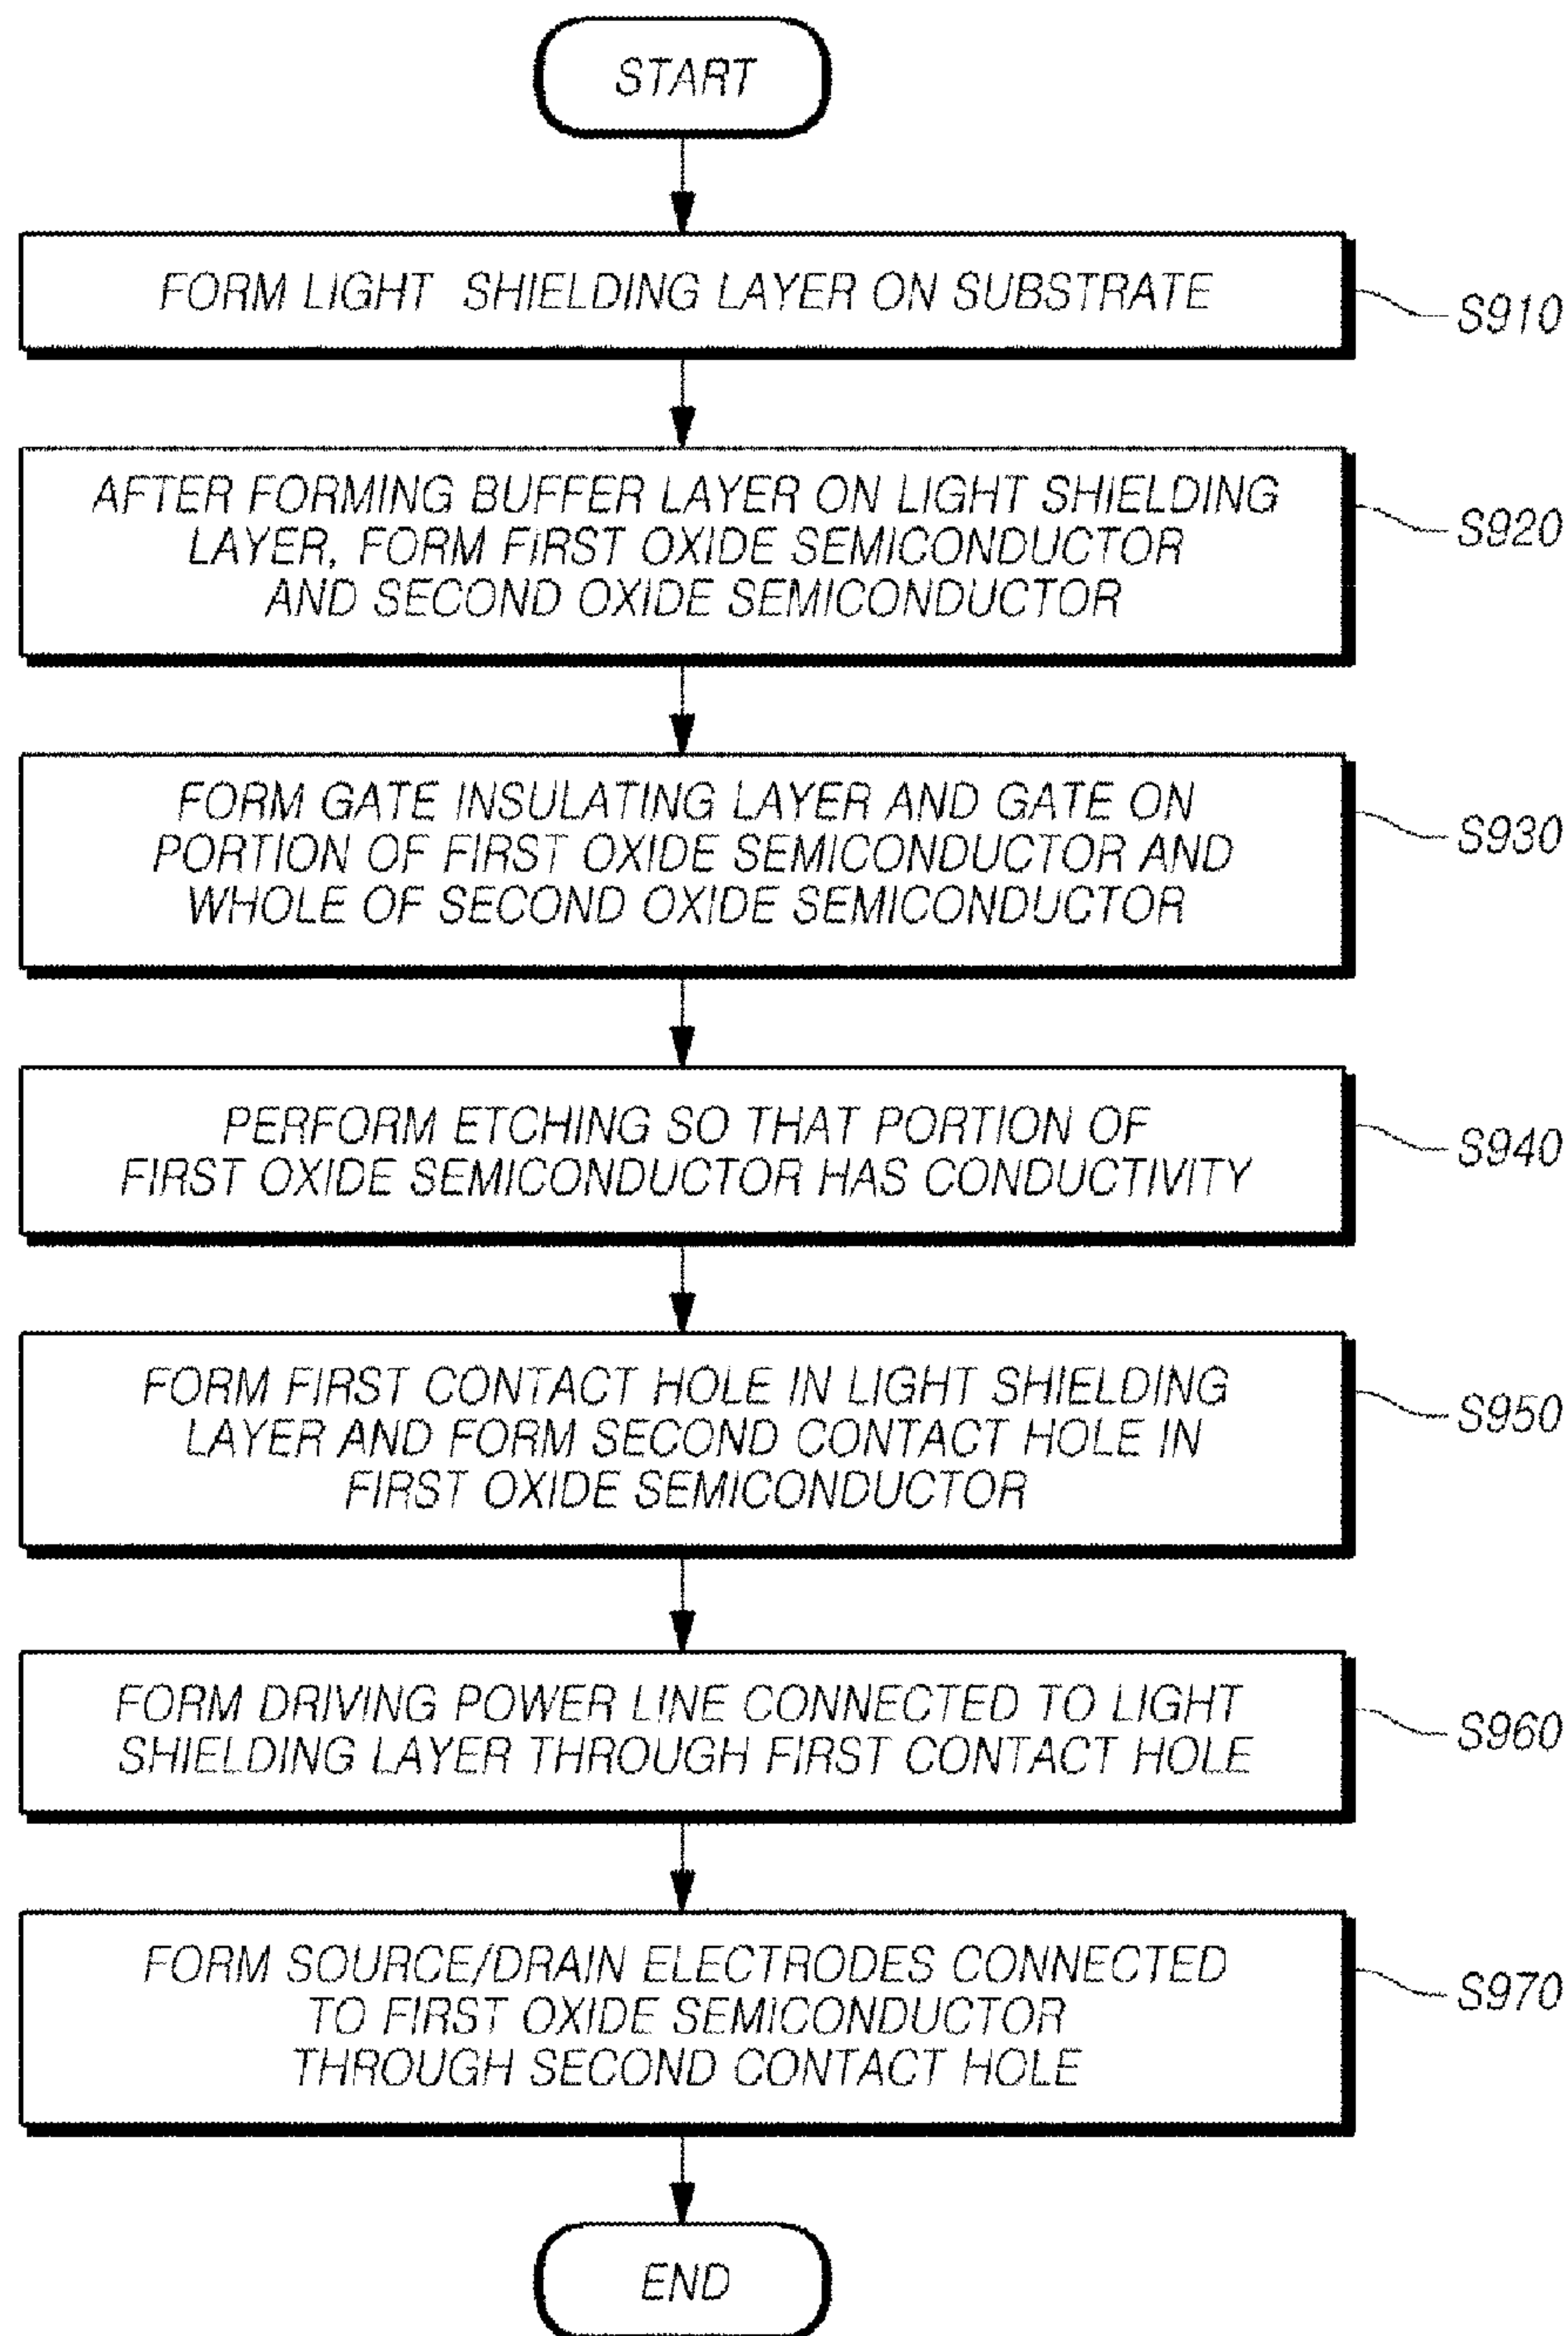 START
FORM LIGHT SHIELDING LAYER ON SUBSTRATE
S910
AFTER FORMING BUFFER LAYER ON LIGHT SHIELDING
LAYER, FORM FIRST OXIDE SEMICONDUCTOR
AND SECOND OXIDE SEMICONDUCTOR
S920
FORM GATE INSULATING LAYER AND GATE ON
PORTION OF FIRST OXIDE SEMICONDUCTOR AND
WHOLE OF SECOND OXIDE SEMICONDUCTOR
S930
PERFORM ETCHING SO THAT PORTION OF
FIRST OXIDE SEMICONDUCTOR HAS CONDUCTIVITY
S940
FORM FIRST CONTACT HOLE IN LIGHT SHIELDING
LAYER AND FORM SECOND CONTACT HOLE IN
FIRST OXIDE SEMICONDUCTOR
S950
FORM DRIVING POWER LINE CONNECTED TO LIGHT
SHIELDING LAYER THROUGH FIRST CONTACT HOLE
S960
FORM SOURCE/DRAIN ELECTRODES CONNECTED
TO FIRST OXIDE SEMICONDUCTOR
THROUGH SECOND CONTACT HOLE
S970
END